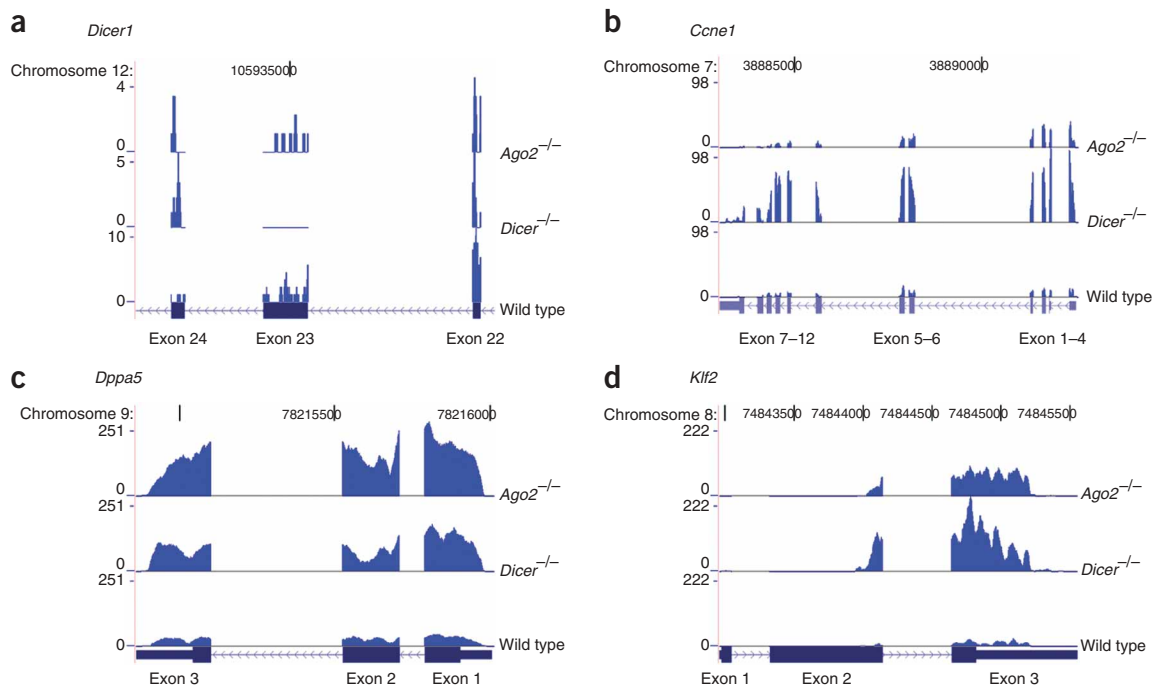 a
Dicer1
Chromosome 12:
105935000
4
0
Ago2−/−
5
0
Dicer−/−
10
0
Wild type
Exon 24 Exon 23 Exon 22
b
Ccne1
Chromosome 7:
38885000 38890000
98
0
Ago2−/−
98
0
Dicer−/−
98
0
Wild type
Exon 7–12 Exon 5–6 Exon 1–4
c
Dppa5
Chromosome 9:
78215500 78216000
251
0
Ago2−/−
251
0
Dicer−/−
251
0
Wild type
Exon 3 Exon 2 Exon 1
d
Klf2
Chromosome 8:
74843500 74844000 74844500 74845000 74845500
222
0
Ago2−/−
222
0
Dicer−/−
222
0
Wild type
Exon 1 Exon 2 Exon 3